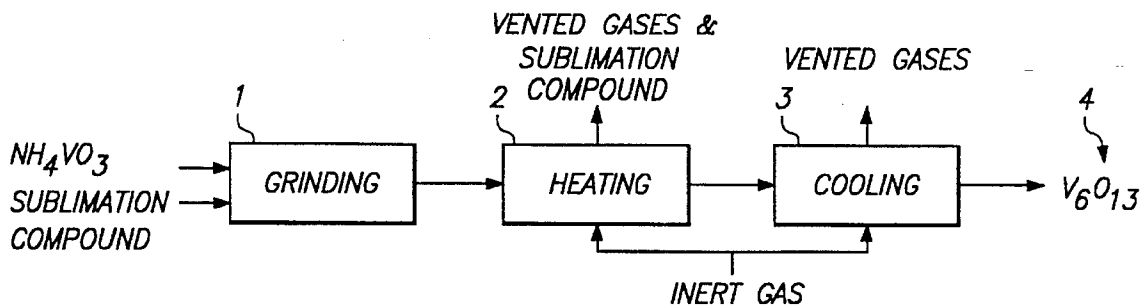 VENTED GASES &
SUBLIMATION
COMPOUND
VENTED GASES
1
2
3
4
NH4VO3
SUBLIMATION
COMPOUND
GRINDING
HEATING
COOLING
V6O13
INERT GAS